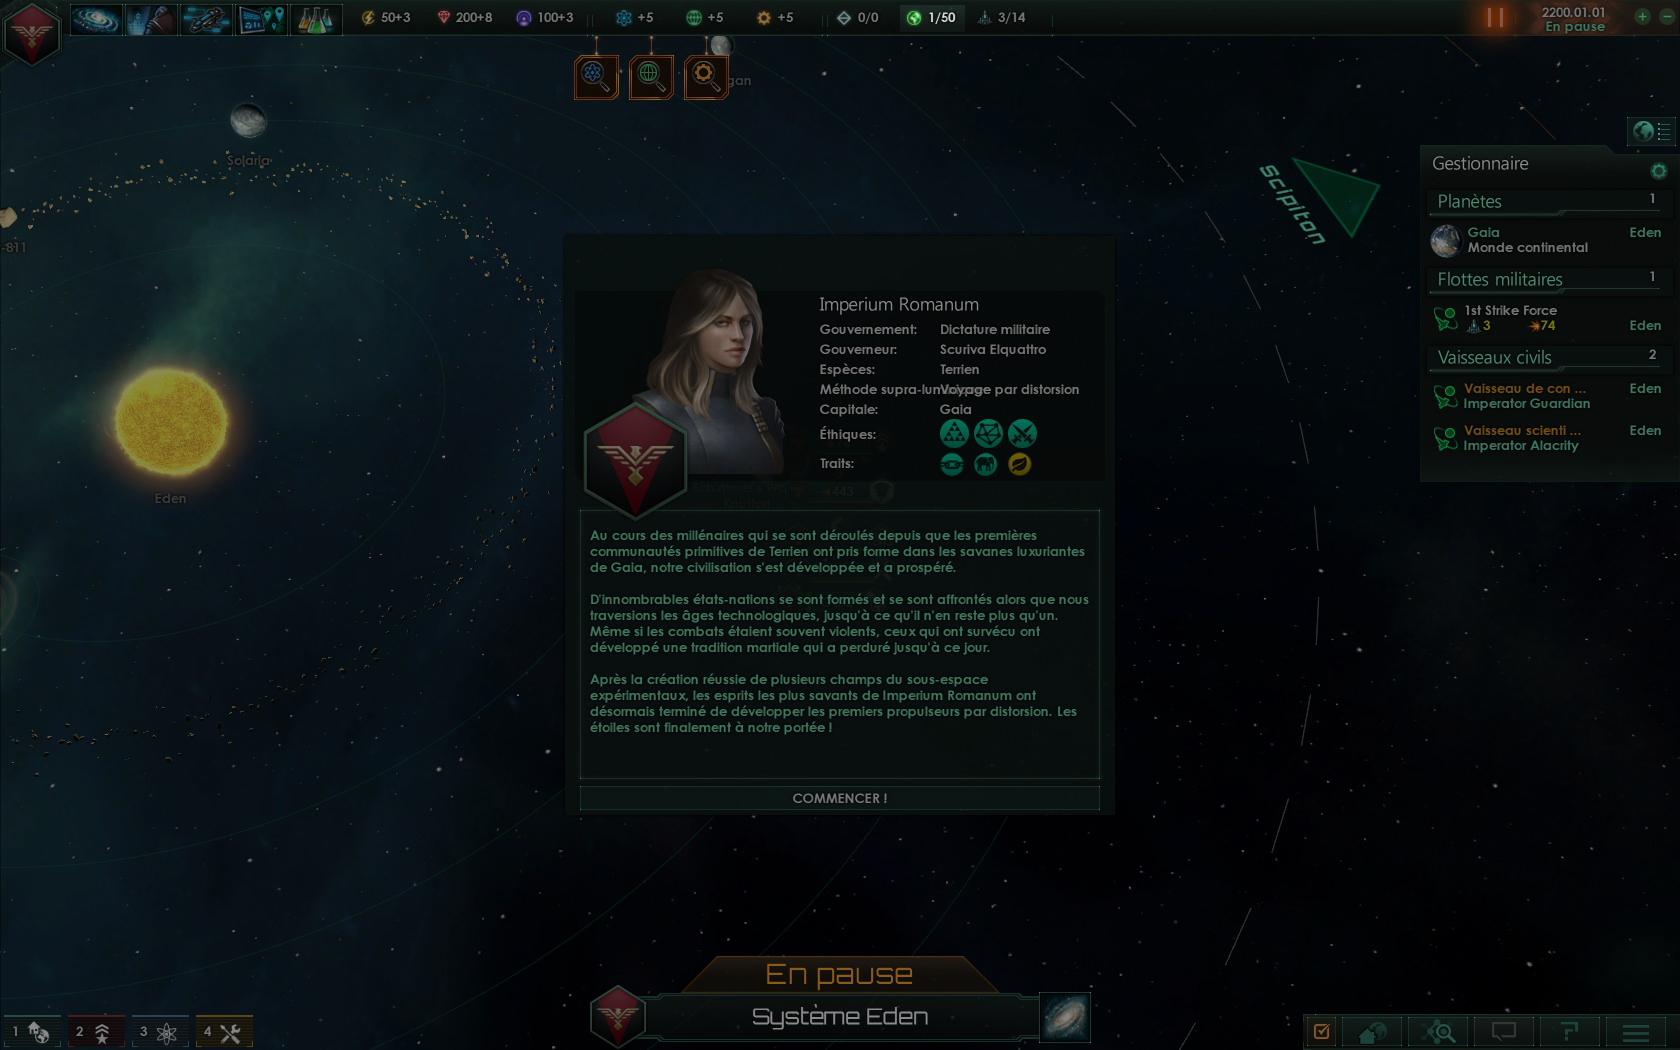 50+3 200+8 100+3 +5 +5 +5 0/0 1/50 3/14
2200.01.01
En pause
gan
Solaria
-811
Eden
scipiton
Gestionnaire
Planètes 1
Gaia Eden
Monde continental
Flottes militaires 1
1st Strike Force
3 74 Eden
Vaisseaux civils 2
Vaisseau de con ... Eden
Imperator Guardian
Vaisseau scienti ... Eden
Imperator Alacrity
Imperium Romanum
Gouvernement: Dictature militaire
Gouverneur: Scuriva Elquattro
Espèces: Terrien
Méthode supra-lum Voyage par distorsion
Capitale: Gaia
Éthiques:
Traits:
443
Au cours des millénaires qui se sont déroulés depuis que les premières
communautés primitives de Terrien ont pris forme dans les savanes luxuriantes
de Gaia, notre civilisation s'est développée et a prospéré.
D'innombrables états-nations se sont formés et se sont affrontés alors que nous
traversions les âges technologiques, jusqu'à ce qu'il n'en reste plus qu'un.
Même si les combats étaient souvent violents, ceux qui ont survécu ont
développé une tradition martiale qui a perduré jusqu'à ce jour.
Après la création réussie de plusieurs champs du sous-espace
expérimentaux, les esprits les plus savants de Imperium Romanum ont
désormais terminé de développer les premiers propulseurs par distorsion. Les
étoiles sont finalement à notre portée !
COMMENCER !
En pause
Système Eden
1 2 3 4